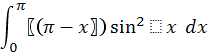 ∫₀^π 〖(π − x)〗 sin² ⬚ x dx